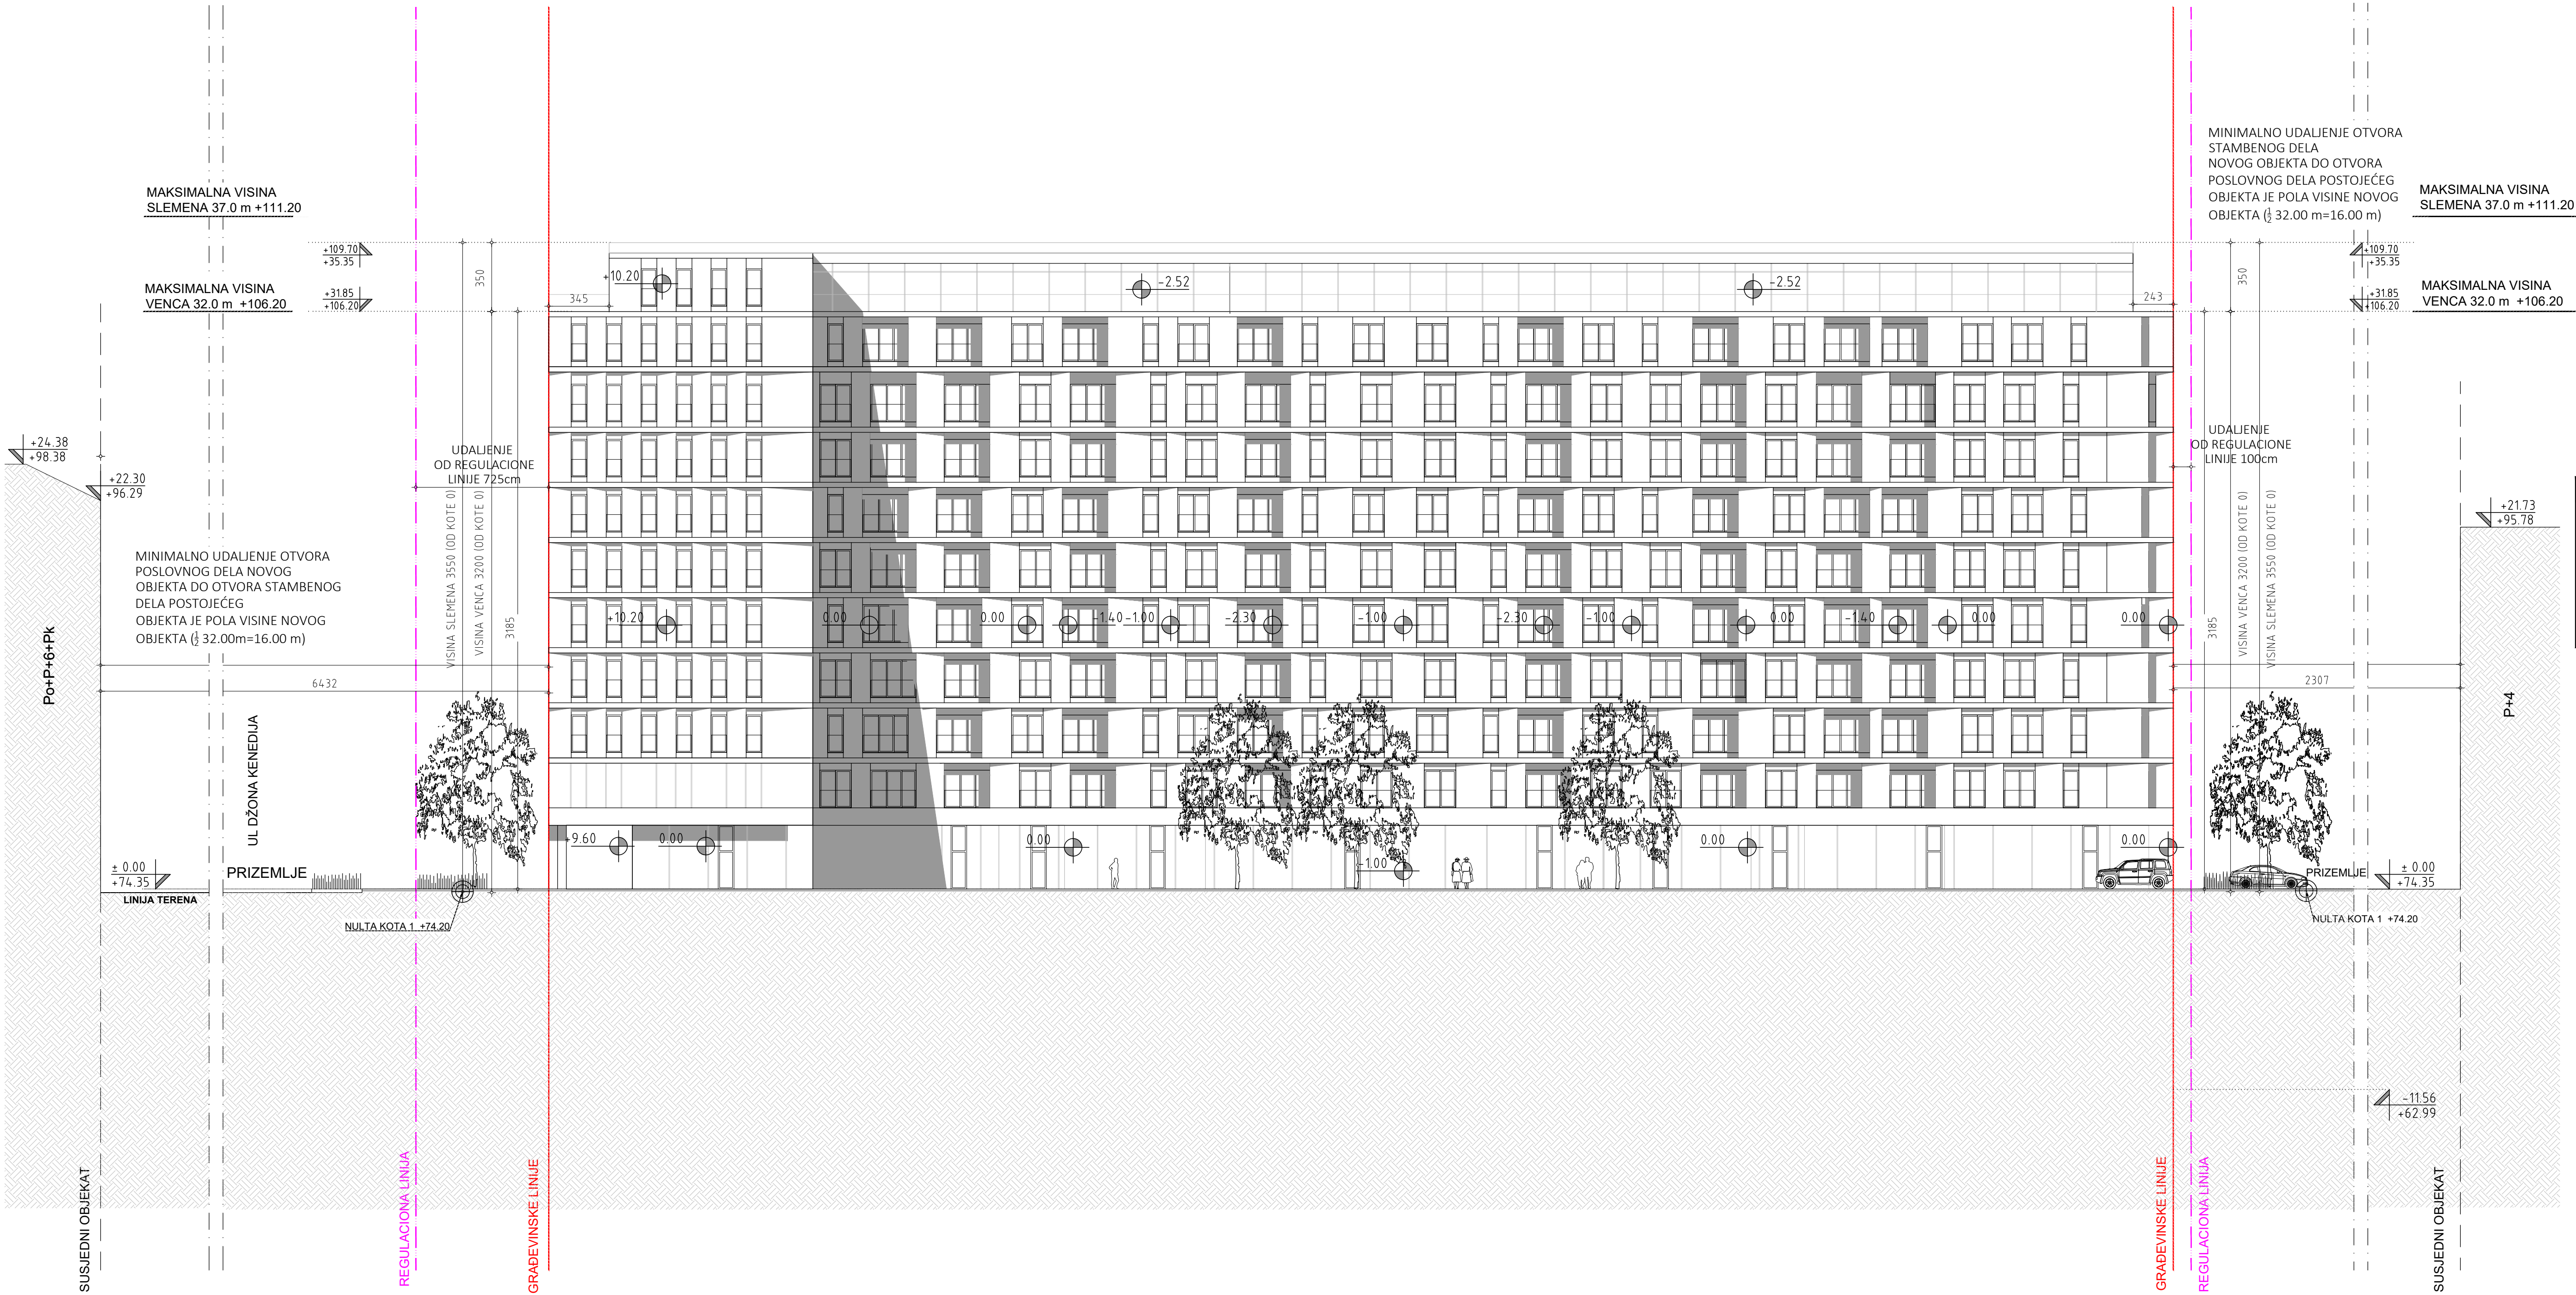 MAKSIMALNA VISINA
SLEMENA 37.0 m +111.20
MAKSIMALNA VISINA
VENCA 32.0 m +106.20
+109.70
+35.35
+31.85
+106.20
350
345
+10.20
-2.52
-2.52
243
MINIMALNO UDALJENJE OTVORA
STAMBENOG DELA
NOVOG OBJEKTA DO OTVORA
POSLOVNOG DELA POSTOJEĆEG
OBJEKTA JE POLA VISINE NOVOG
OBJEKTA (½ 32.00 m=16.00 m)
MAKSIMALNA VISINA
SLEMENA 37.0 m +111.20
MAKSIMALNA VISINA
VENCA 32.0 m +106.20
350
+109.70
+35.35
+31.85
+106.20
+24.38
+98.38
+22.30
+96.29
UDALJENJE
OD REGULACIONE
LINIJE 725cm
UDALJENJE
OD REGULACIONE
LINIJE 100cm
+21.73
+95.78
MINIMALNO UDALJENJE OTVORA
POSLOVNOG DELA NOVOG
OBJEKTA DO OTVORA STAMBENOG
DELA POSTOJEĆEG
OBJEKTA JE POLA VISINE NOVOG
OBJEKTA (½ 32.00m=16.00 m)
VISINA SLEMENA 3550 (OD KOTE 0)
VISINA VENCA 3200 (OD KOTE 0)
3185
+10.20
0.00
0.00
-1.40
-1.00
-2.30
-1.00
-2.30
-1.00
0.00
-1.40
0.00
0.00
3185
VISINA VENCA 3200 (OD KOTE 0)
VISINA SLEMENA 3550 (OD KOTE 0)
Po+P+6+Pk
6432
2307
P+4
UL DŽONA KENEDIJA
+9.60
0.00
0.00
-1.00
0.00
0.00
± 0.00
+74.35
PRIZEMLJE
LINIJA TERENA
NULTA KOTA 1 +74.20
PRIZEMLJE
± 0.00
+74.35
NULTA KOTA 1 +74.20
-11.56
+62.99
SUSJEDNI OBJEKAT
REGULACIONA LINIJA
GRAĐEVINSKE LINIJE
GRAĐEVINSKE LINIJE
REGULACIONA LINIJA
SUSJEDNI OBJEKAT